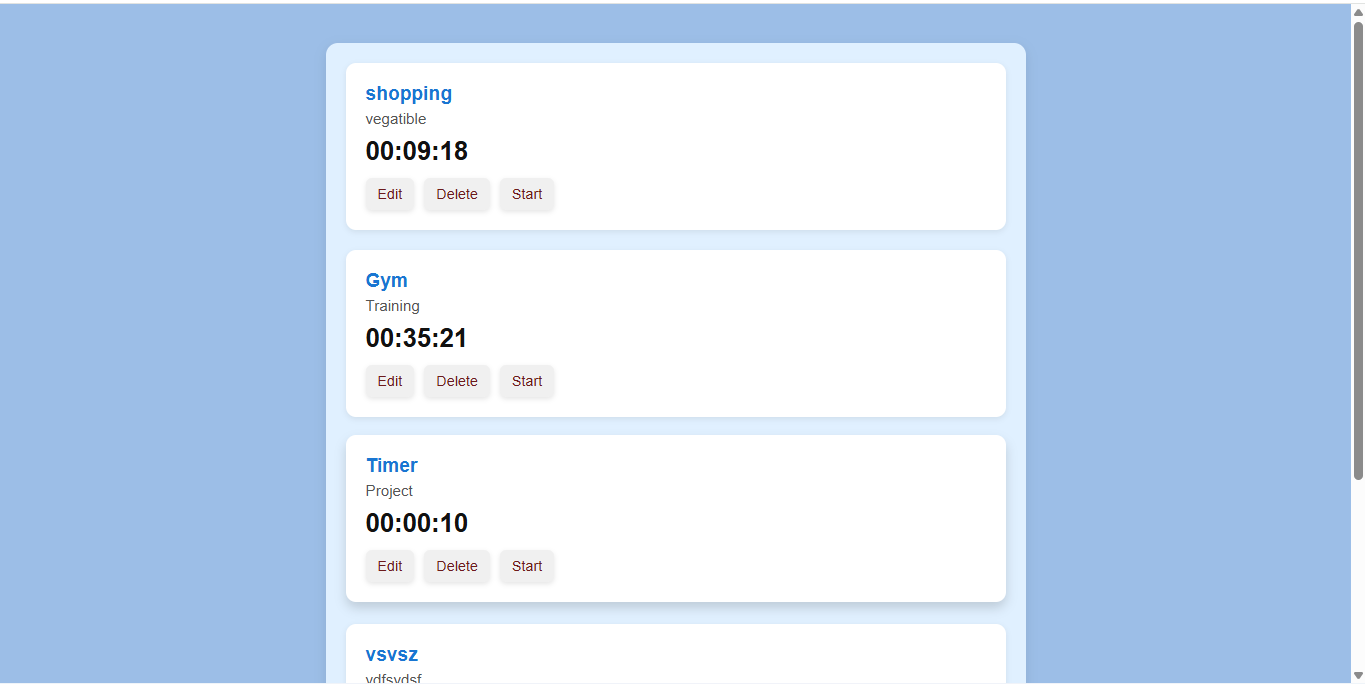 shopping
vegatible
00:09:18
Edit Delete Start
Gym
Training
00:35:21
Edit Delete Start
Timer
Project
00:00:10
Edit Delete Start
vsvsz
vdfsvdsf